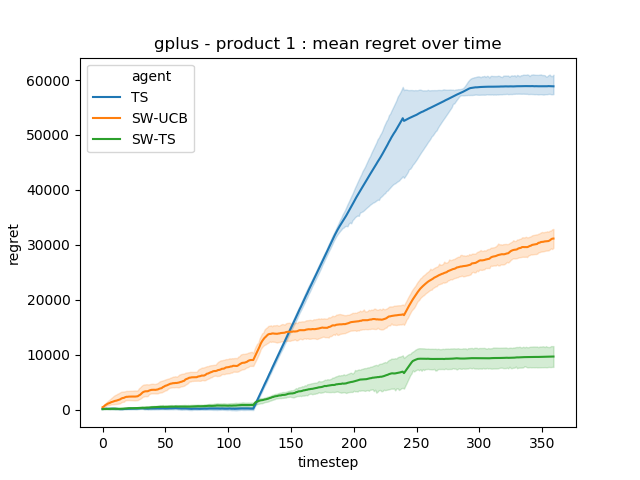 gplus - product 1 : mean regret over time
agent
TS
SW-UCB
SW-TS
regret
60000
50000
40000
30000
20000
10000
0
0 50 100 150 200 250 300 350
timestep